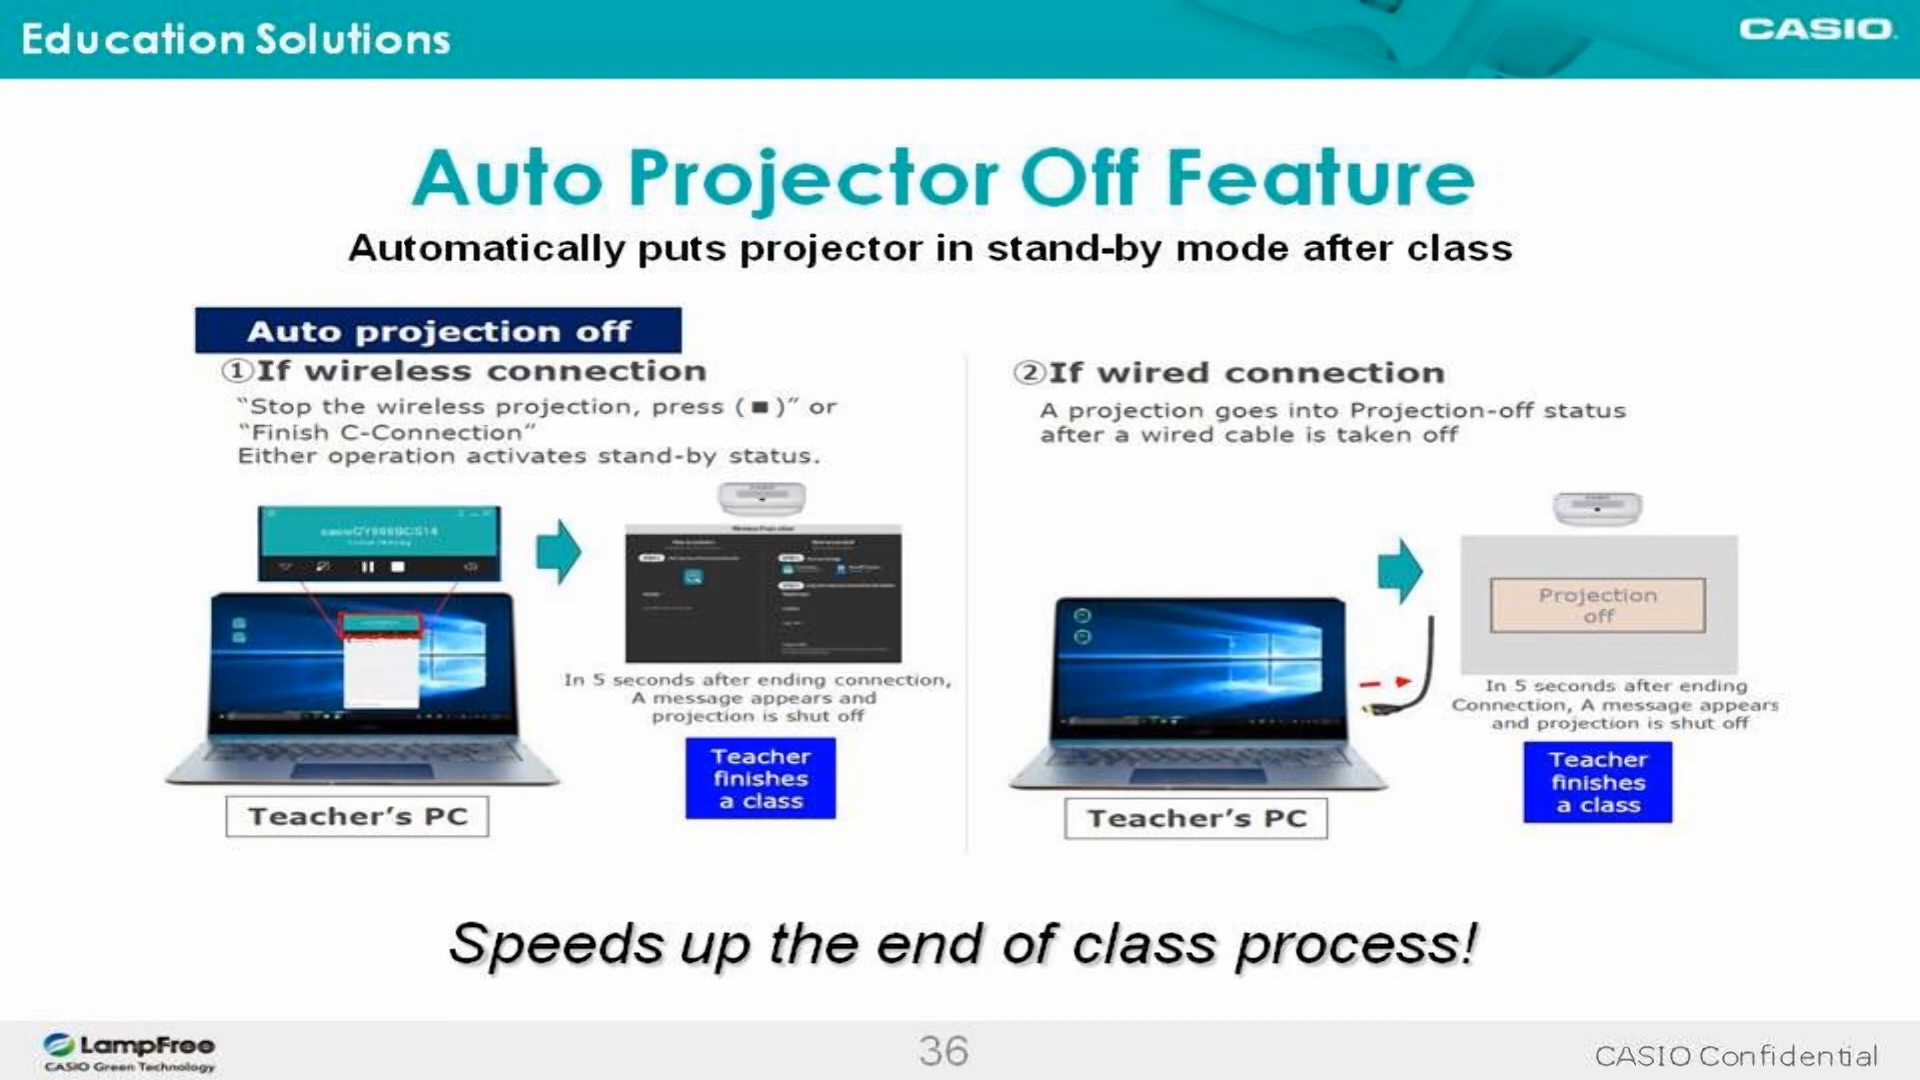 Education Solutions
CASIO
Auto Projector Off Feature
Automatically puts projector in stand-by mode after class
Auto projection off
①If wireless connection
“Stop the wireless projection, press (■)” or
“Finish C-Connection”
Either operation activates stand-by status.
In 5 seconds after ending connection,
A message appears and
projection is shut off
Teacher
finishes
a class
Teacher’s PC
②If wired connection
A projection goes into Projection-off status
after a wired cable is taken off
Projection
off
In 5 seconds after ending
Connection, A message appears
and projection is shut off
Teacher
finishes
a class
Teacher’s PC
Speeds up the end of class process!
LampFree
CASIO Green Technology
36
CASIO Confidential